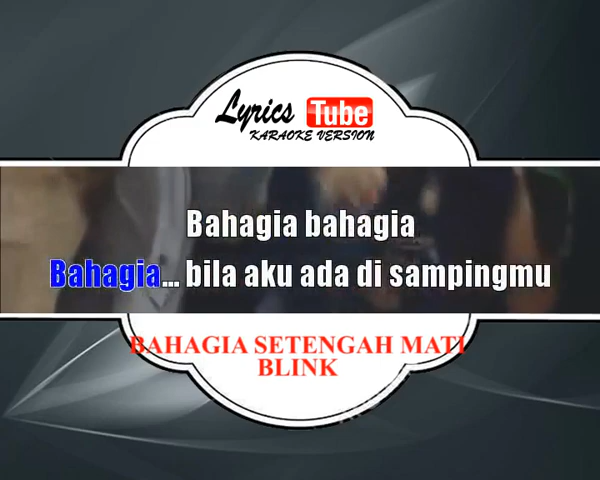 Lyrics Tube
KARAOKE VERSION
Bahagia bahagia
Bahagia... bila aku ada di sampingmu
BAHAGIA SETENGAH MATI
BLINK